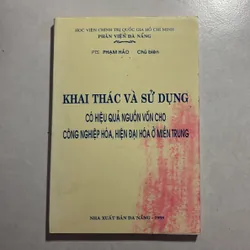 HỌC VIỆN CHÍNH TRỊ QUỐC GIA HỒ CHÍ MINH
PHÂN VIỆN ĐÀ NẴNG
PTS. PHẠM HẢO Chủ biên
KHAI THÁC VÀ SỬ DỤNG
CÓ HIỆU QUẢ NGUỒN VỐN CHO
CÔNG NGHIỆP HÓA, HIỆN ĐẠI HÓA Ở MIỀN TRUNG
NHÀ XUẤT BẢN ĐÀ NẴNG -